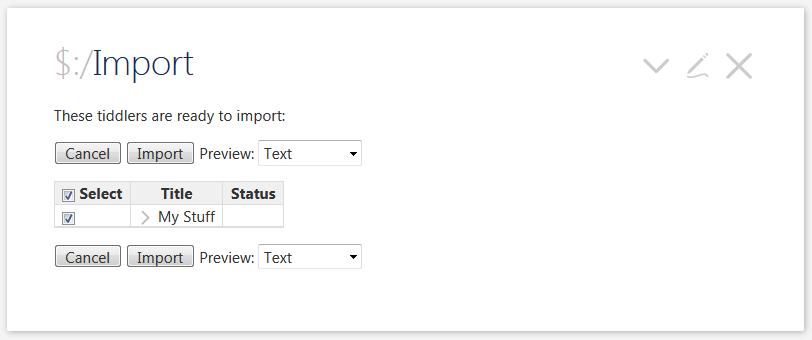 $:/Import
These tiddlers are ready to import:
Cancel Import Preview: Text
Select Title Status
My Stuff
Cancel Import Preview: Text